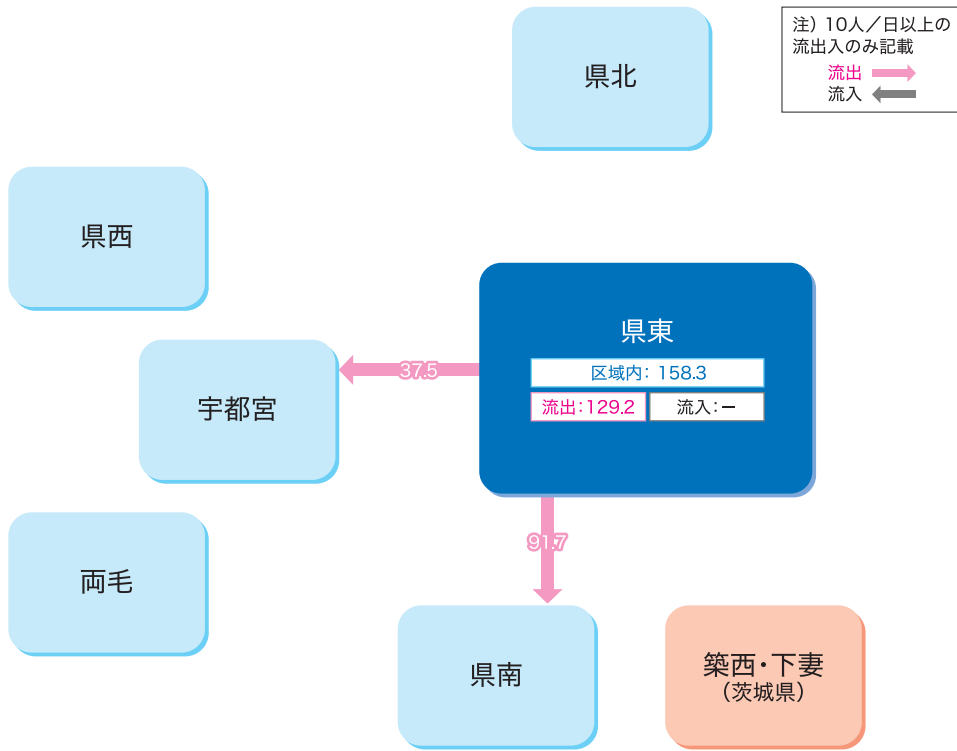 注) 10人／日以上の
流出入のみ記載
流出
流入
県北
県西
県東
区域内: 158.3
流出:129.2
流入:－
37.5
宇都宮
91.7
両毛
県南
築西・下妻
(茨城県)